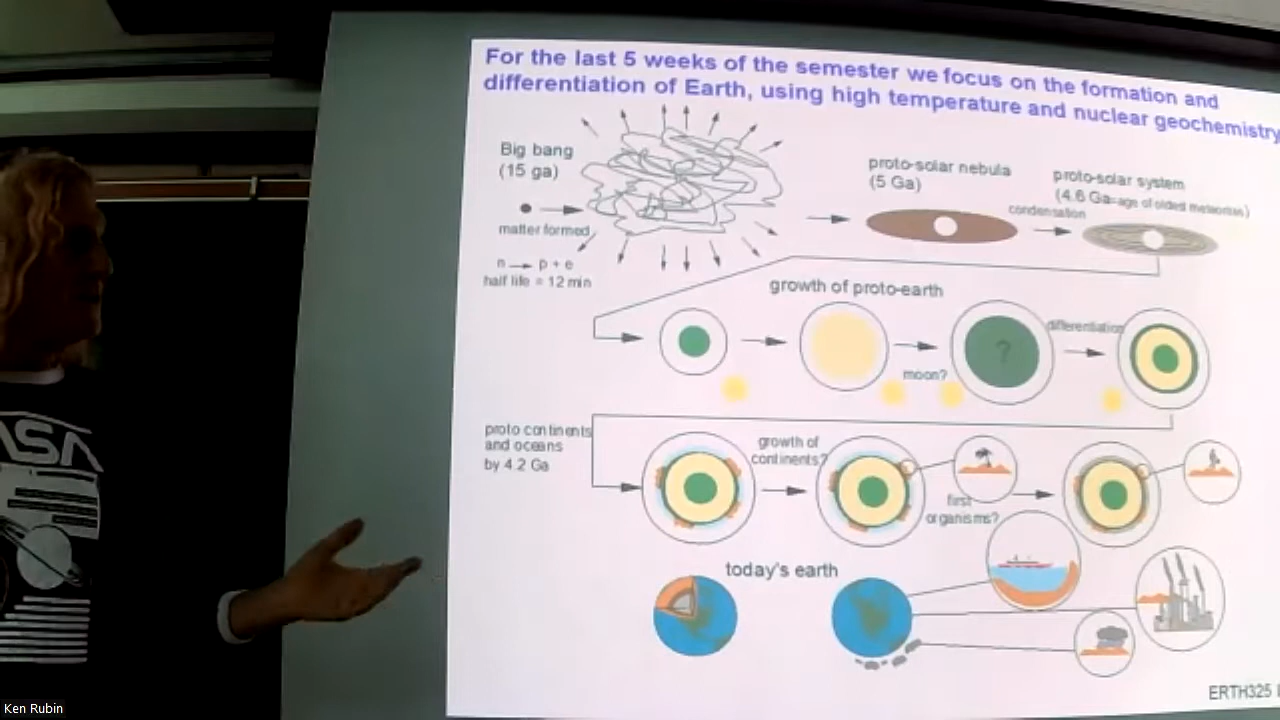 For the last 5 weeks of the semester we focus on the formation and
differentiation of Earth, using high temperature and nuclear geochemistry
Big bang
(15 ga)
matter formed
n → p + e
half life = 12 min
proto-solar nebula
(5 Ga)
condensation
proto-solar system
(4.6 Ga=age of oldest meteorites)
growth of proto-earth
?
moon?
differentiation
proto continents
and oceans
by 4.2 Ga
growth of
continents?
first
organisms?
today's earth
ERTH325
ASA
Ken Rubin